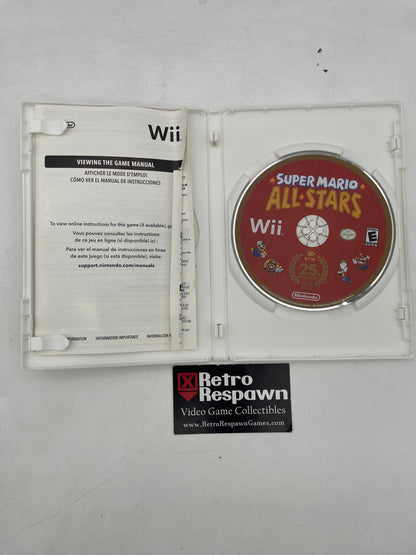 Wii
VIEWING THE GAME MANUAL
AFFICHER LE MODE D'EMPLOI
CÓMO VER EL MANUAL DE INSTRUCCIONES
To view online instructions for this game (if available),
Vous pouvez consulter les instructions
de ce jeu en ligne (si disponible) ici :
Para ver el manual de instrucciones en línea
de este juego (si está disponible), visita:
support.nintendo.com/manuals
INFORMATION IMPORTANTE
SUPER MARIO
ALL★STARS
Wii
E
25
Nintendo
Retro
Respawn
Video Game Collectibles
www.RetroRespawnGames.com